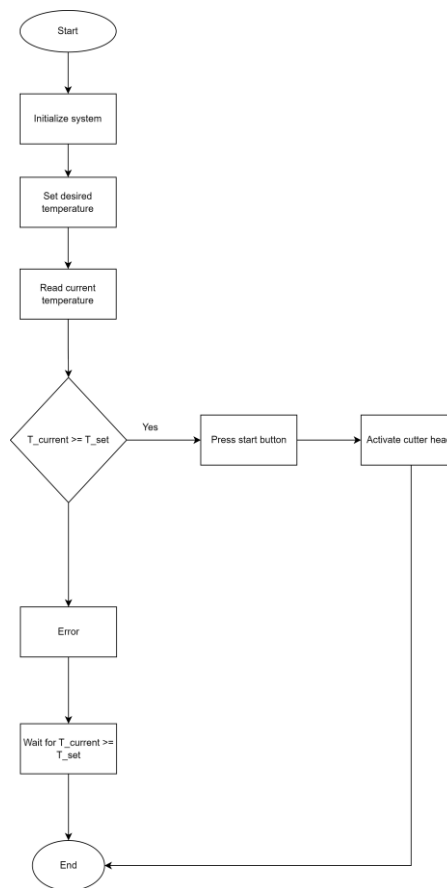 Start
Initialize system
Set desired
temperature
Read current
temperature
T_current >= T_set
Yes
Press start button
Activate cutter head
Error
Wait for T_current >=
T_set
End